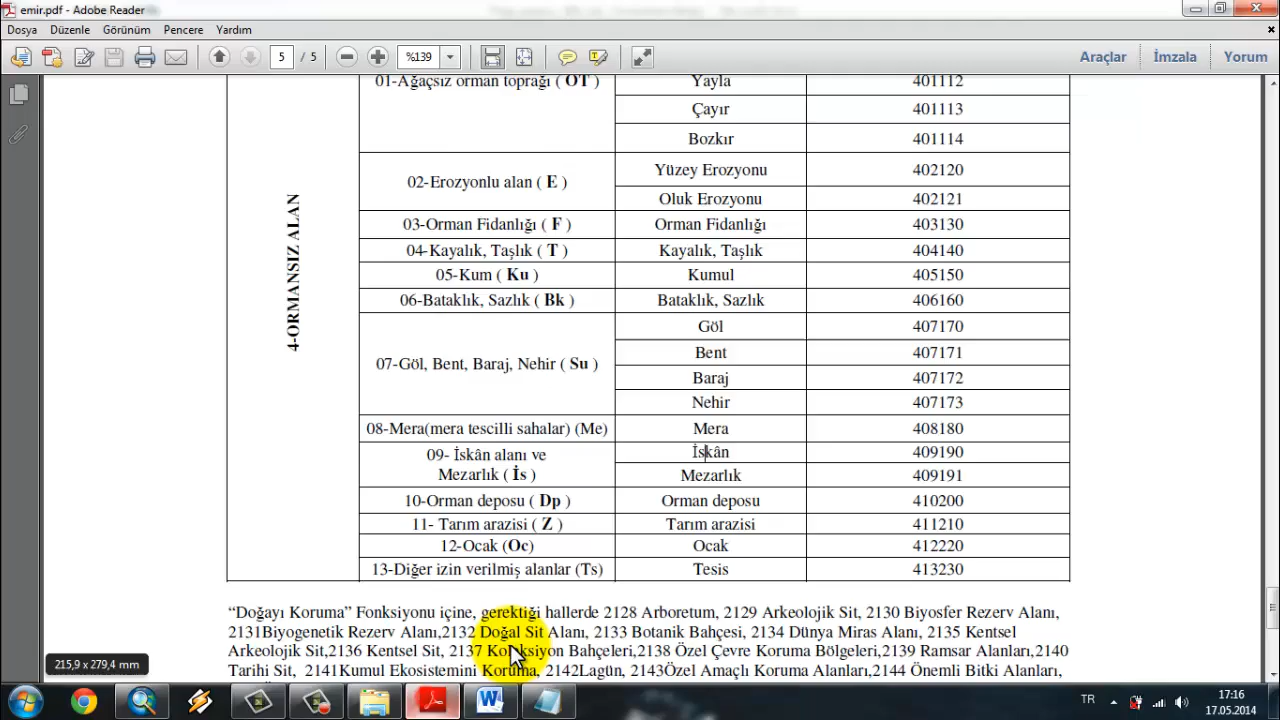 emir.pdf - Adobe Reader
Dosya Düzenle Görünüm Pencere Yardım
5 / 5 %139 Araçlar İmzala Yorum
01-Ağaçsız orman toprağı ( OT ) Yayla 401112
Çayır 401113
Bozkır 401114
02-Erozyonlu alan ( E ) Yüzey Erozyonu 402120
Oluk Erozyonu 402121
4-ORMANSIZ ALAN
03-Orman Fidanlığı ( F ) Orman Fidanlığı 403130
04-Kayalık, Taşlık ( T ) Kayalık, Taşlık 404140
05-Kum ( Ku ) Kumul 405150
06-Bataklık, Sazlık ( Bk ) Bataklık, Sazlık 406160
07-Göl, Bent, Baraj, Nehir ( Su ) Göl 407170
Bent 407171
Baraj 407172
Nehir 407173
08-Mera(mera tescilli sahalar) (Me) Mera 408180
09- İskân alanı ve İskân 409190
Mezarlık ( İs ) Mezarlık 409191
10-Orman deposu ( Dp ) Orman deposu 410200
11- Tarım arazisi ( Z ) Tarım arazisi 411210
12-Ocak (Oc) Ocak 412220
13-Diğer izin verilmiş alanlar (Ts) Tesis 413230
“Doğayı Koruma” Fonksiyonu içine, gerektiği hallerde 2128 Arboretum, 2129 Arkeolojik Sit, 2130 Biyosfer Rezerv Alanı,
2131Biyogenetik Rezerv Alanı,2132 Doğal Sit Alanı, 2133 Botanik Bahçesi, 2134 Dünya Miras Alanı, 2135 Kentsel
Arkeolojik Sit,2136 Kentsel Sit, 2137 Koleksiyon Bahçeleri,2138 Özel Çevre Koruma Bölgeleri,2139 Ramsar Alanları,2140
Tarihi Sit, 2141Kumul Ekosistemini Koruma, 2142Lagün, 2143Özel Amaçlı Koruma Alanları,2144 Önemli Bitki Alanları,
215,9 x 279,4 mm
TR 17:16
17.05.2014